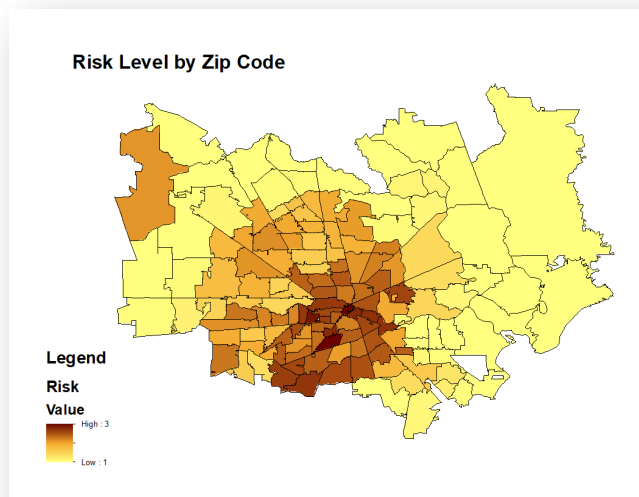 Risk Level by Zip Code
Legend
Risk
Value
High : 3
Low : 1